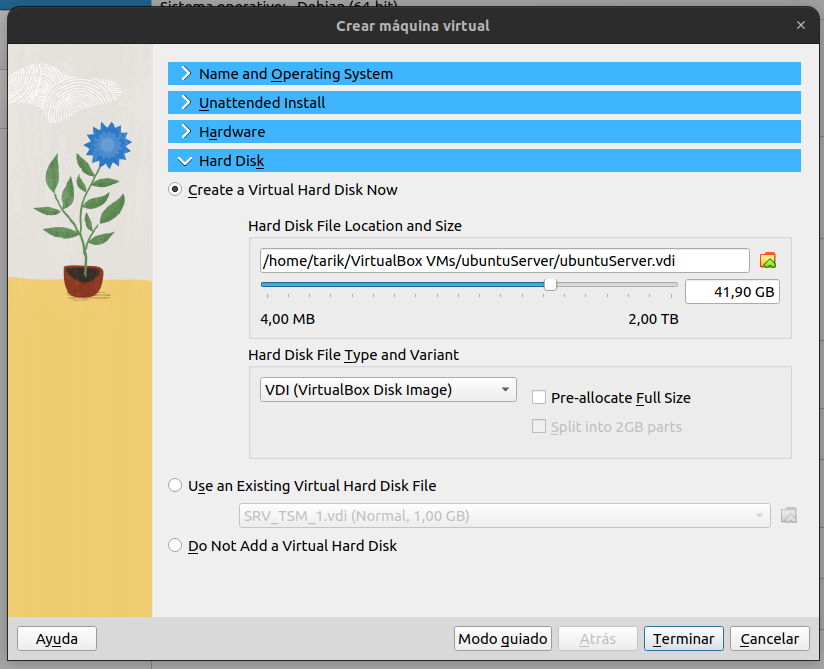 Sistema operativo: Debian (64-bit)
Crear máquina virtual
Name and Operating System
Unattended Install
Hardware
Hard Disk
Create a Virtual Hard Disk Now
Hard Disk File Location and Size
/home/tarik/VirtualBox VMs/ubuntuServer/ubuntuServer.vdi
41,90 GB
4,00 MB 2,00 TB
Hard Disk File Type and Variant
VDI (VirtualBox Disk Image)
Pre-allocate Full Size
Split into 2GB parts
Use an Existing Virtual Hard Disk File
SRV_TSM_1.vdi (Normal, 1,00 GB)
Do Not Add a Virtual Hard Disk
Ayuda Modo guiado Atrás Terminar Cancelar